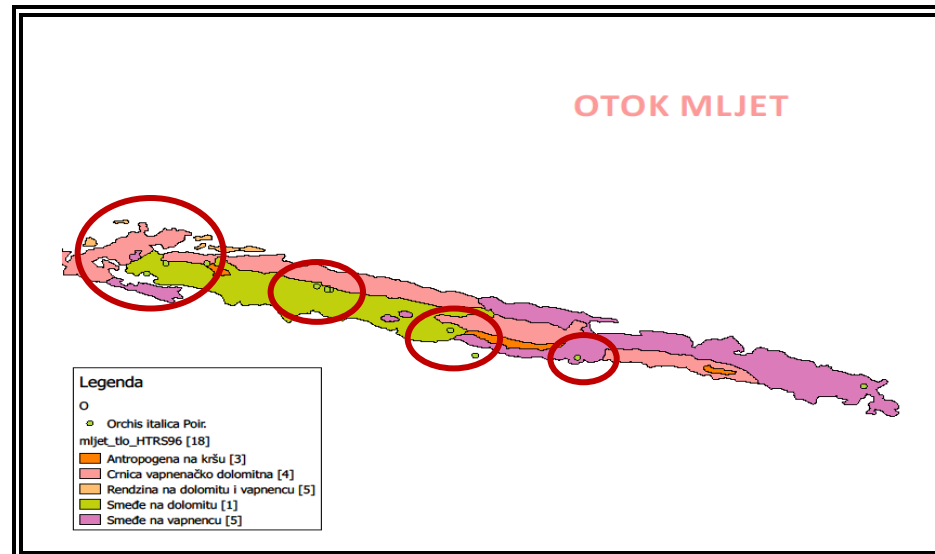 OTOK MLJET
Legenda
O
Orchis italica Poir.
mljet_tlo_HTRS96 [18]
Antropogena na kršu [3]
Crnica vapnenačko dolomitna [4]
Rendzina na dolomitu i vapnencu [5]
Smeđe na dolomitu [1]
Smeđe na vapnencu [5]